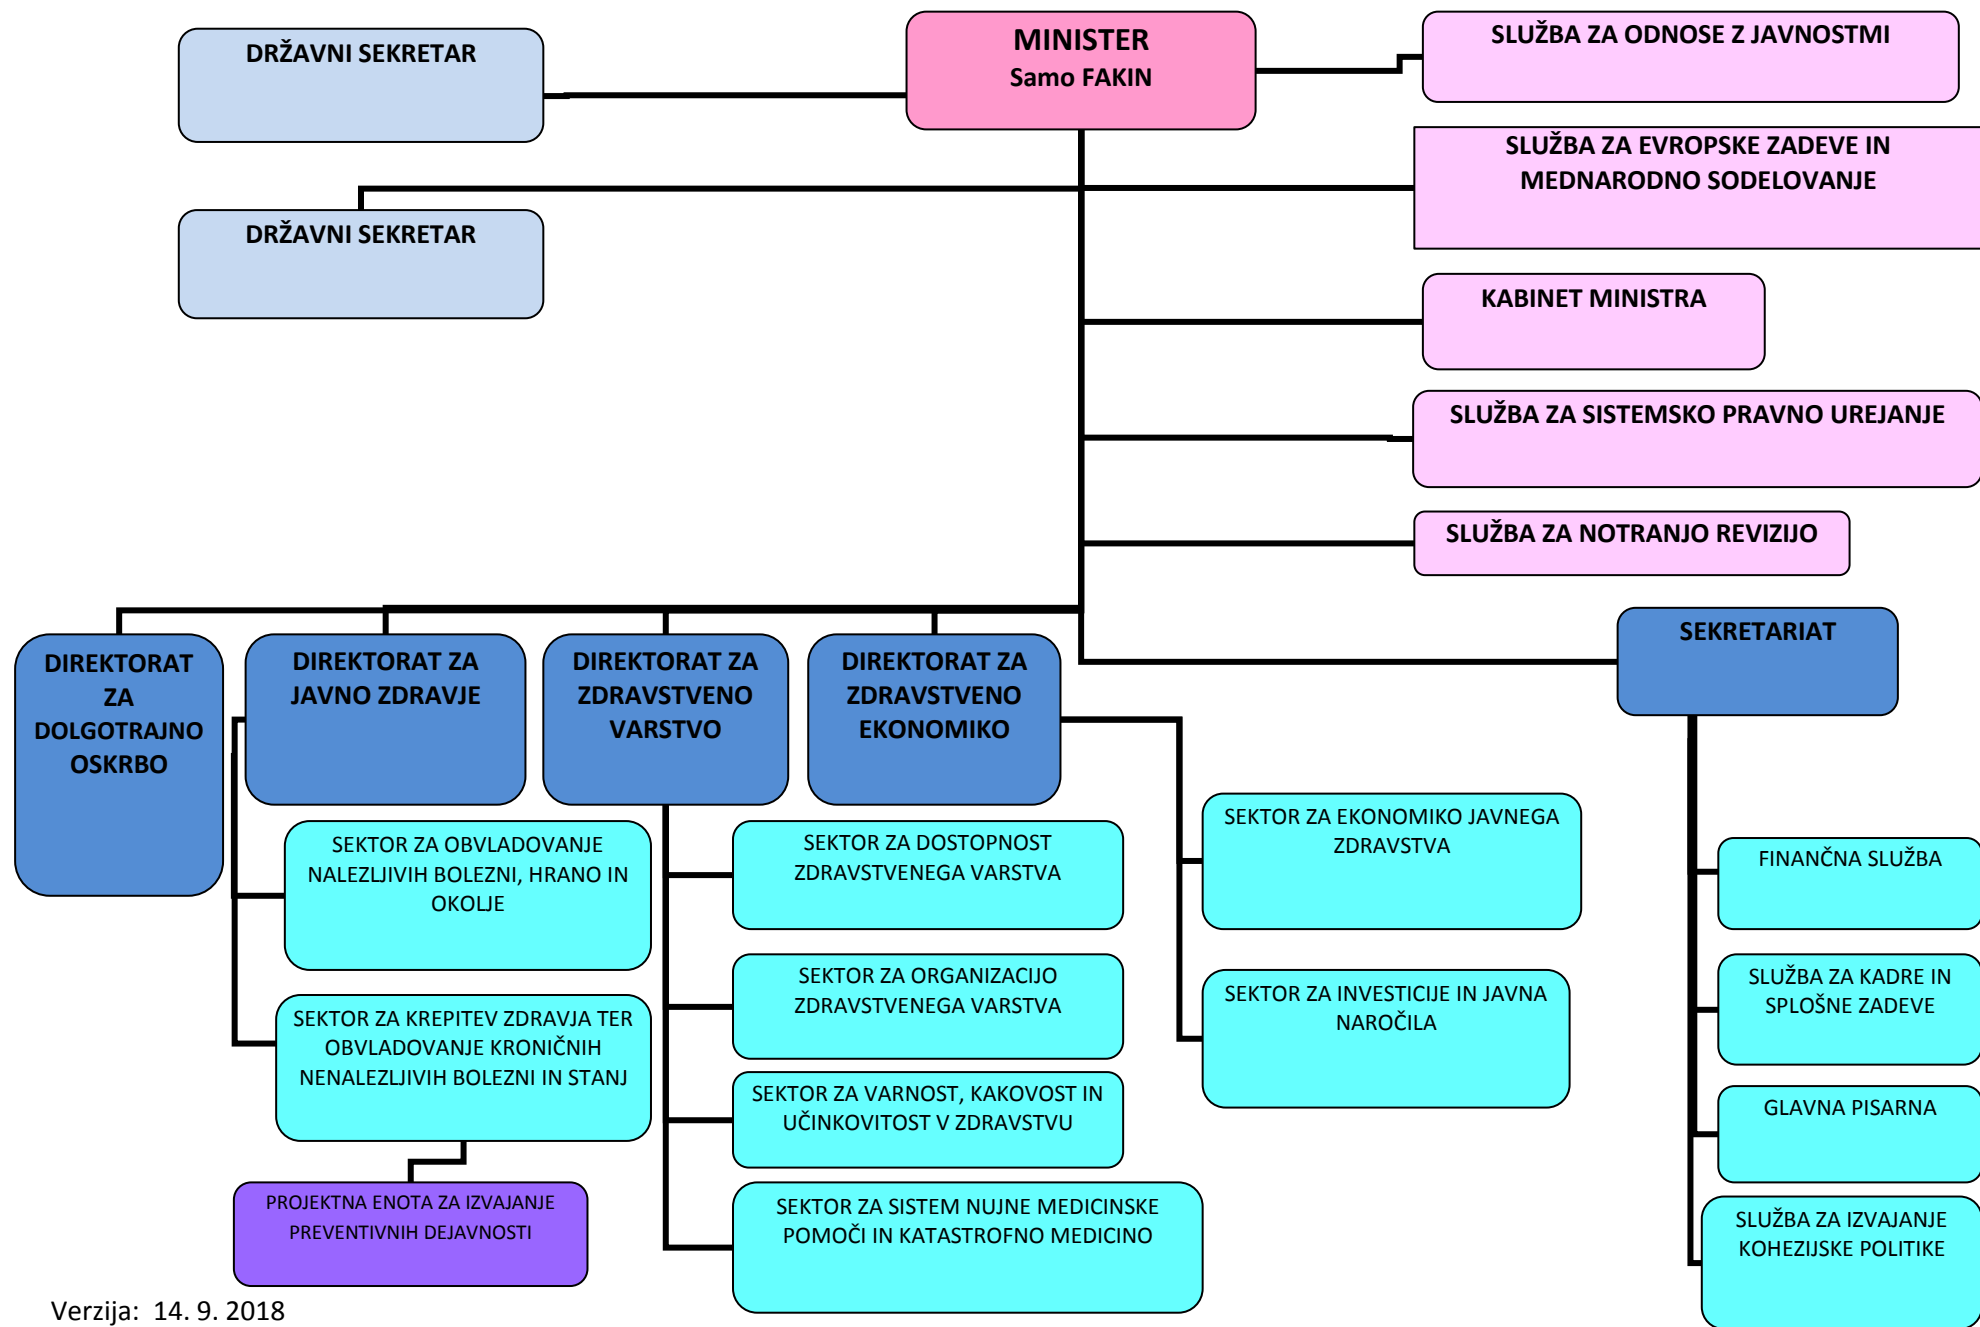 DRŽAVNI SEKRETAR
MINISTER
Samo FAKIN
SLUŽBA ZA ODNOSE Z JAVNOSTMI
SLUŽBA ZA EVROPSKE ZADEVE IN
MEDNARODNO SODELOVANJE
DRŽAVNI SEKRETAR
KABINET MINISTRA
SLUŽBA ZA SISTEMSKO PRAVNO UREJANJE
SLUŽBA ZA NOTRANJO REVIZIJO
DIREKTORAT
ZA
DOLGOTRAJNO
OSKRBO
DIREKTORAT ZA
JAVNO ZDRAVJE
DIREKTORAT ZA
ZDRAVSTVENO
VARSTVO
DIREKTORAT ZA
ZDRAVSTVENO
EKONOMIKO
SEKRETARIAT
SEKTOR ZA OBVLADOVANJE
NALEZLJIVIH BOLEZNI, HRANO IN
OKOLJE
SEKTOR ZA KREPITEV ZDRAVJA TER
OBVLADOVANJE KRONIČNIH
NENALEZLJIVIH BOLEZNI IN STANJ
PROJEKTNA ENOTA ZA IZVAJANJE
PREVENTIVNIH DEJAVNOSTI
SEKTOR ZA DOSTOPNOST
ZDRAVSTVENEGA VARSTVA
SEKTOR ZA ORGANIZACIJO
ZDRAVSTVENEGA VARSTVA
SEKTOR ZA VARNOST, KAKOVOST IN
UČINKOVITOST V ZDRAVSTVU
SEKTOR ZA SISTEM NUJNE MEDICINSKE
POMOČI IN KATASTROFNO MEDICINO
SEKTOR ZA EKONOMIKO JAVNEGA
ZDRAVSTVA
SEKTOR ZA INVESTICIJE IN JAVNA
NAROČILA
FINANČNA SLUŽBA
SLUŽBA ZA KADRE IN
SPLOŠNE ZADEVE
GLAVNA PISARNA
SLUŽBA ZA IZVAJANJE
KOHEZIJSKE POLITIKE
Verzija: 14. 9. 2018